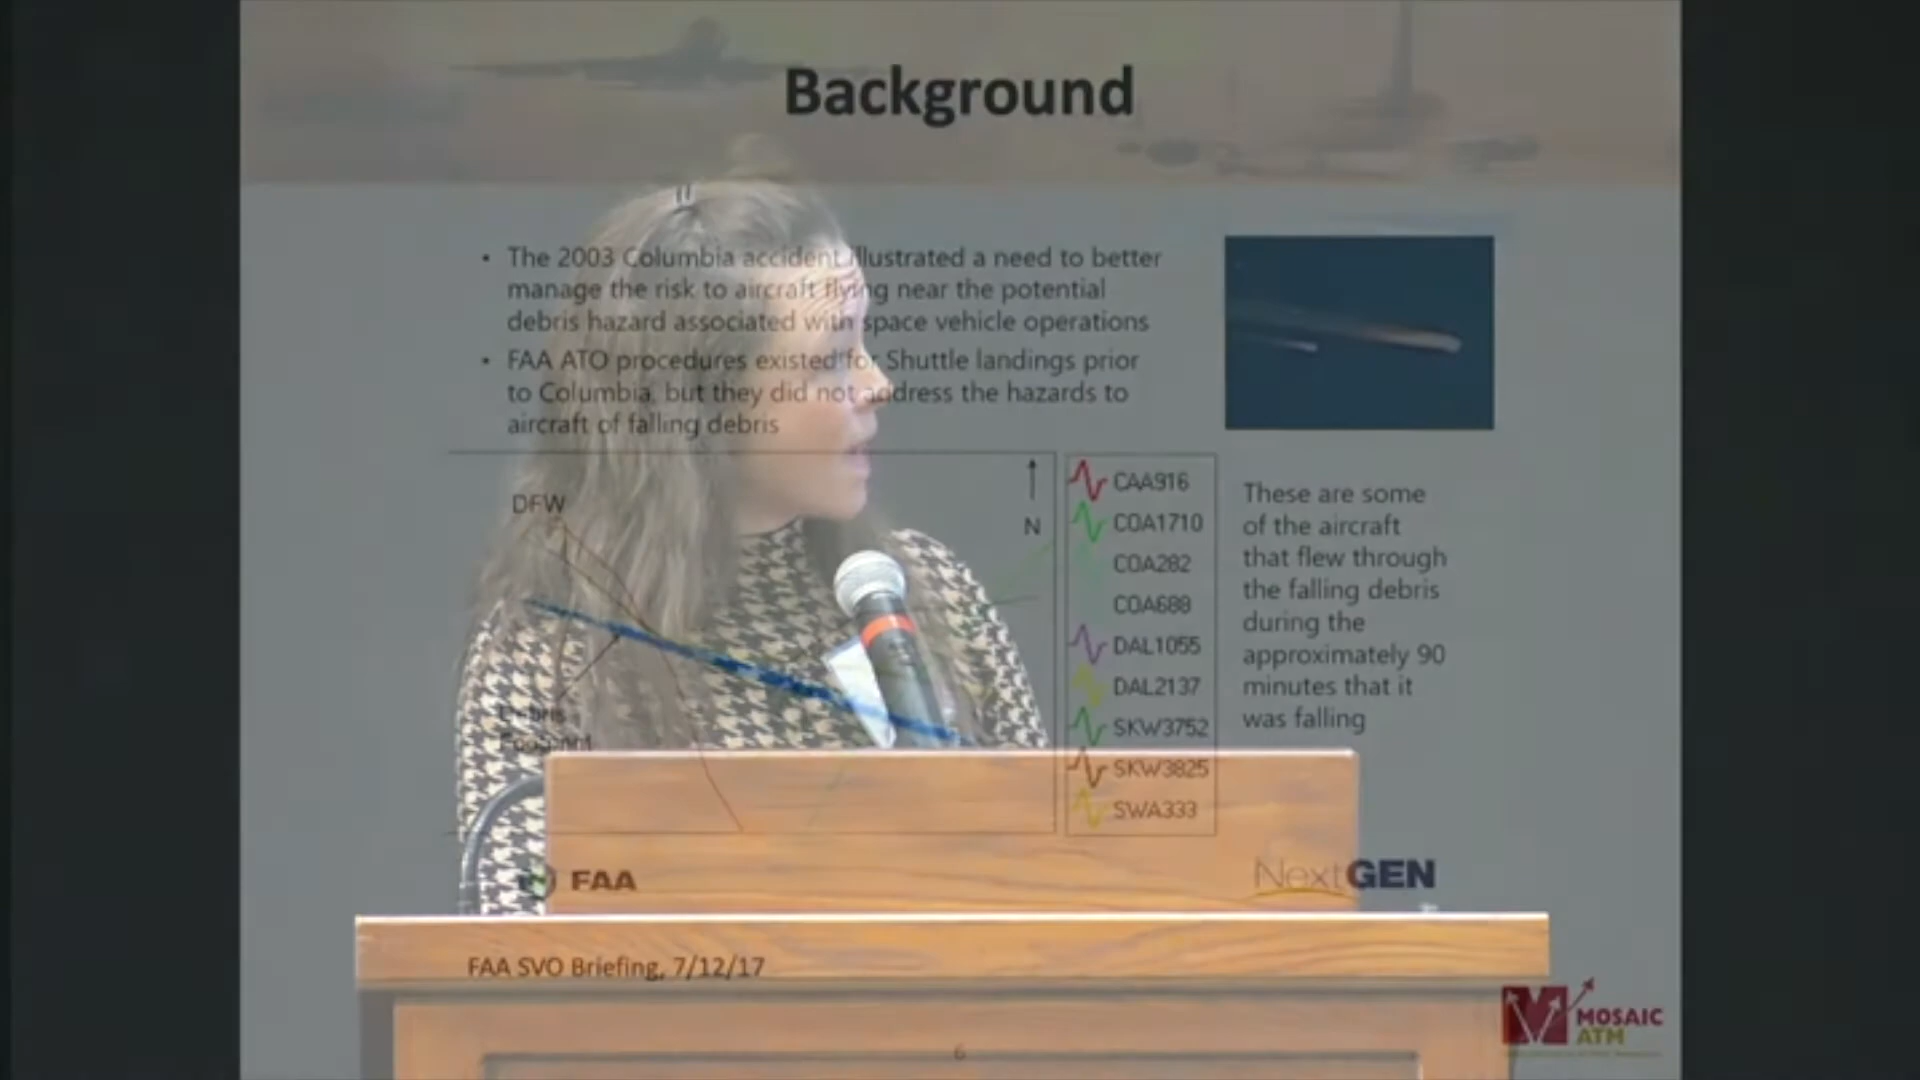 Background
• The 2003 Columbia accident illustrated a need to better
manage the risk to aircraft flying near the potential
debris hazard associated with space vehicle operations
• FAA ATO procedures existed for Shuttle landings prior
to Columbia, but they did not address the hazards to
aircraft of falling debris
DFW
N
Debris
Footprint
CAA916
COA1710
COA282
COA688
DAL1055
DAL2137
SKW3752
SKW3825
SWA333
These are some
of the aircraft
that flew through
the falling debris
during the
approximately 90
minutes that it
was falling
FAA
NextGEN
FAA SVO Briefing, 7/12/17
MOSAIC
ATM
6